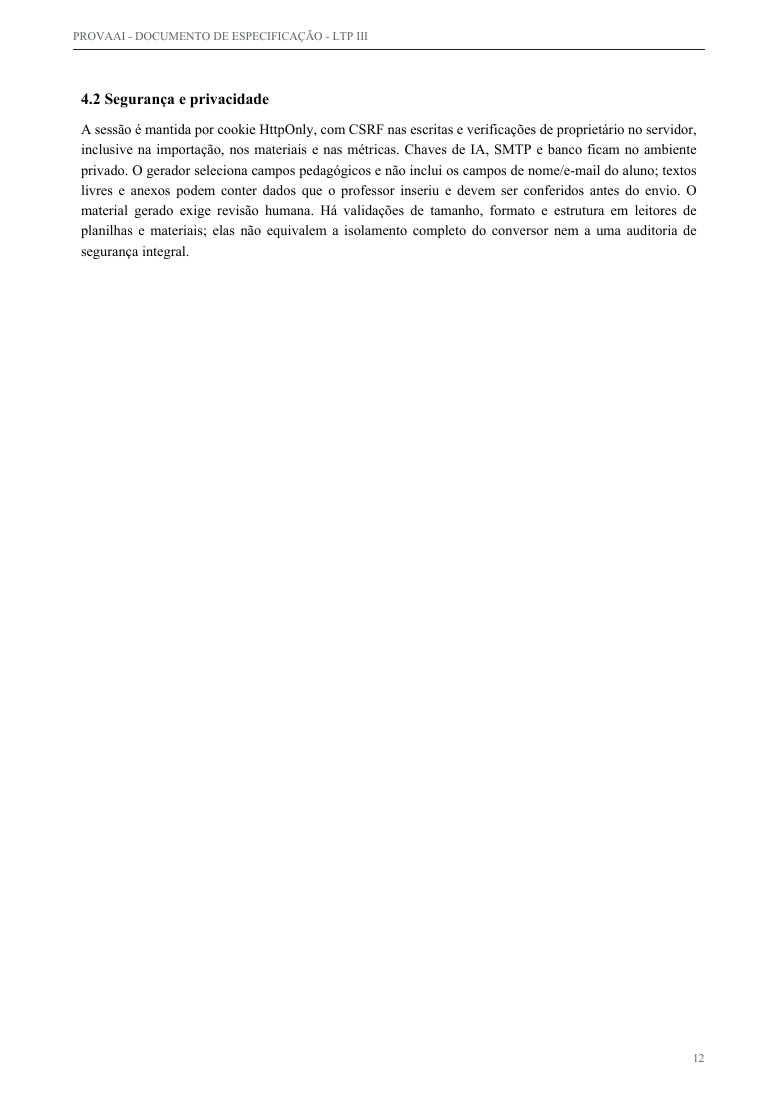 PROVAAI - DOCUMENTO DE ESPECIFICAÇÃO - LTP III
4.2 Segurança e privacidade
A sessão é mantida por cookie HttpOnly, com CSRF nas escritas e verificações de proprietário no servidor,
inclusive na importação, nos materiais e nas métricas. Chaves de IA, SMTP e banco ficam no ambiente
privado. O gerador seleciona campos pedagógicos e não inclui os campos de nome/e-mail do aluno; textos
livres e anexos podem conter dados que o professor inseriu e devem ser conferidos antes do envio. O
material gerado exige revisão humana. Há validações de tamanho, formato e estrutura em leitores de
planilhas e materiais; elas não equivalem a isolamento completo do conversor nem a uma auditoria de
segurança integral.
12